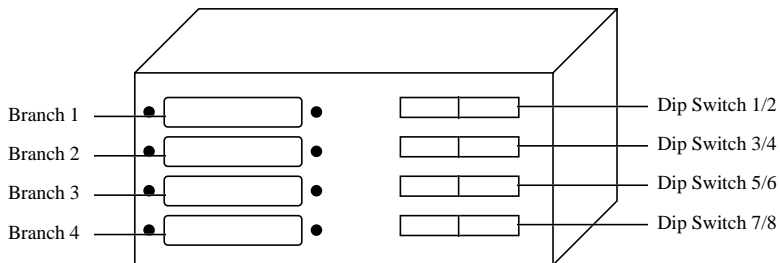 Branch 1
Dip Switch 1/2
Branch 2
Dip Switch 3/4
Branch 3
Dip Switch 5/6
Branch 4
Dip Switch 7/8